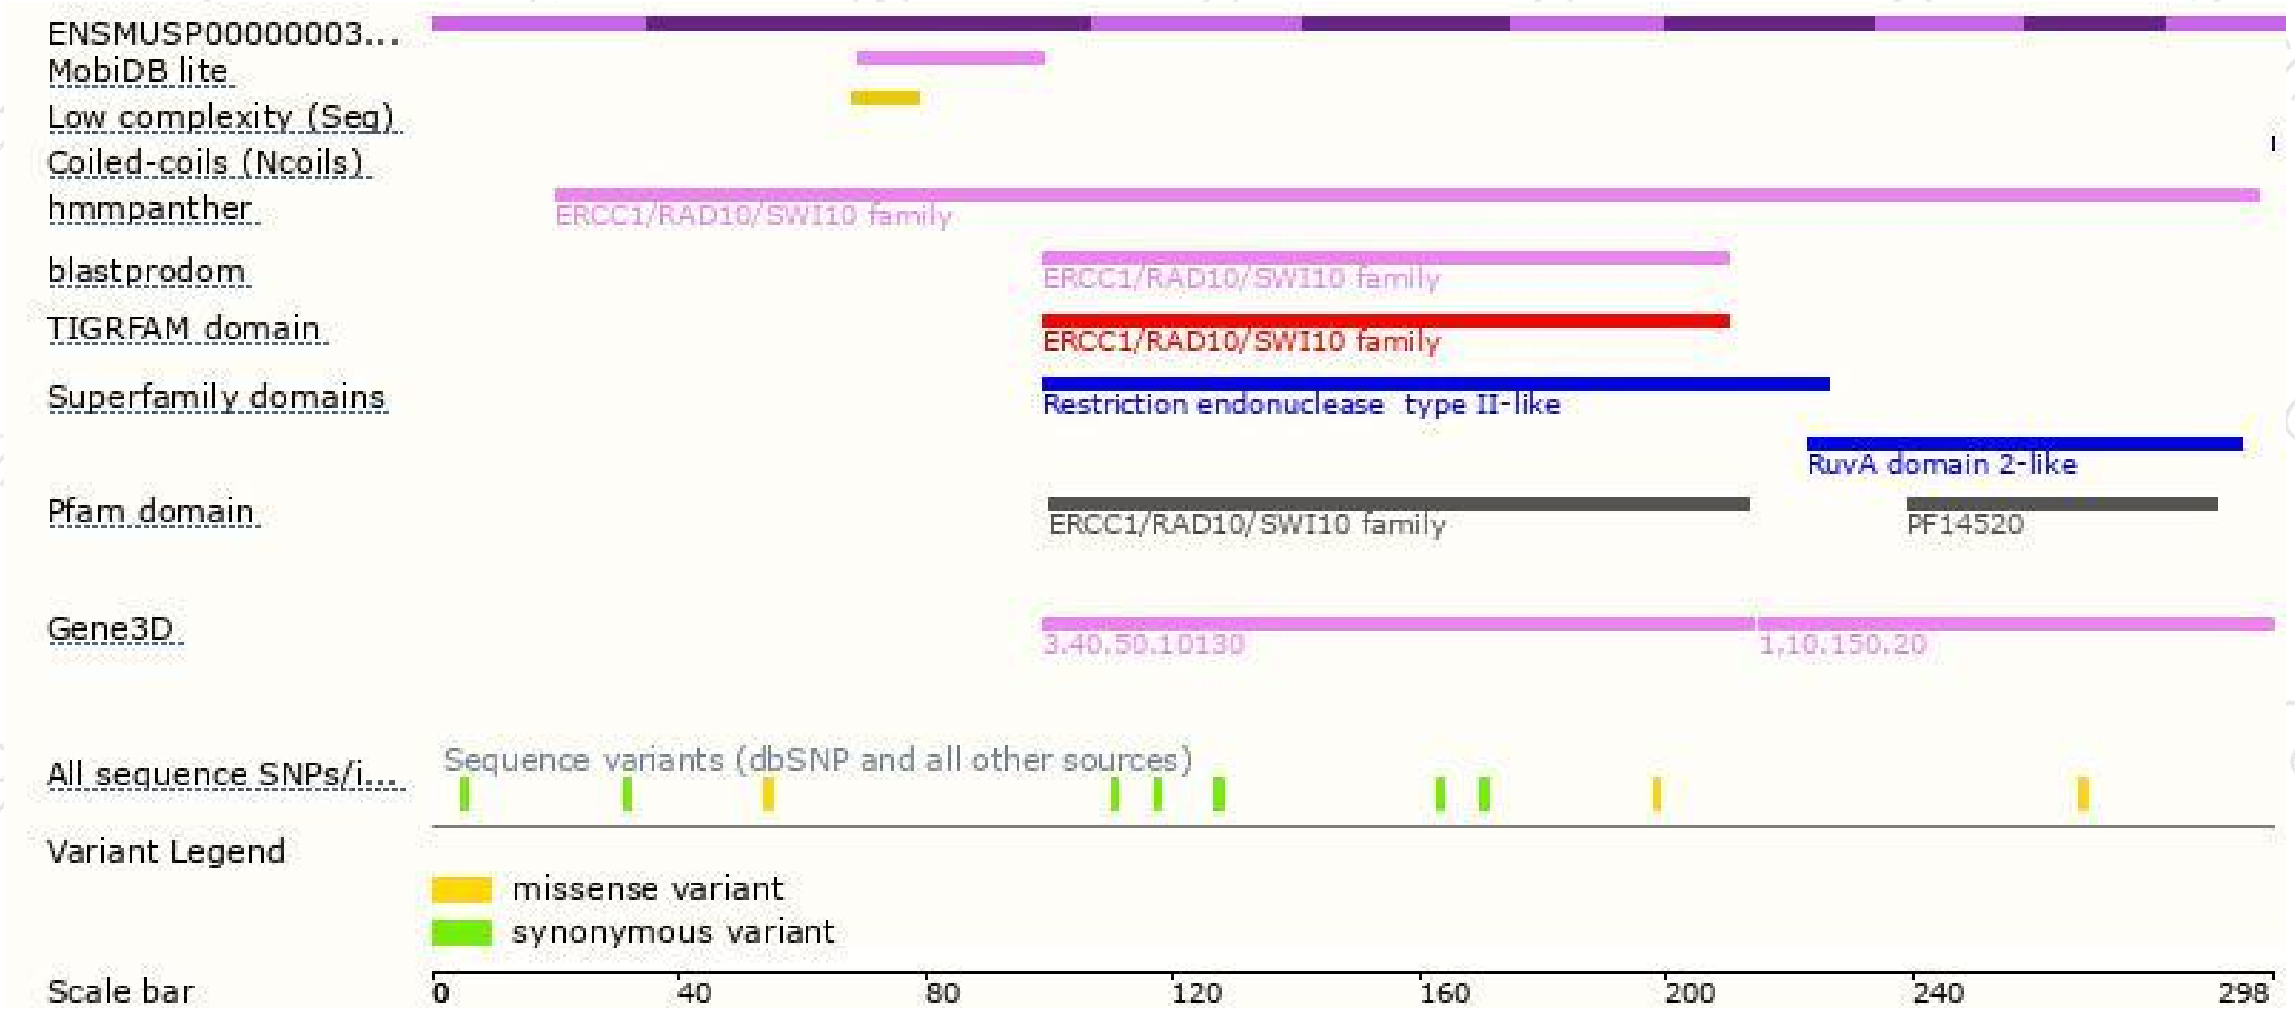 ENSMUSP00000003...
MobiDB lite
Low complexity (Seg)
Coiled-coils (Ncoils)
hmmpanther
ERCC1/RAD10/SWI10 family
blastprodom
ERCC1/RAD10/SWI10 family
TIGRFAM domain
ERCC1/RAD10/SWI10 family
Superfamily domains
Restriction endonuclease type II-like
RuvA domain 2-like
Pfam domain
ERCC1/RAD10/SWI10 family
PF14520
Gene3D
3.40.50.10130
1.10.150.20
Sequence variants (dbSNP and all other sources)
All sequence SNPs/i...
Variant Legend
missense variant
synonymous variant
Scale bar
0 40 80 120 160 200 240 298